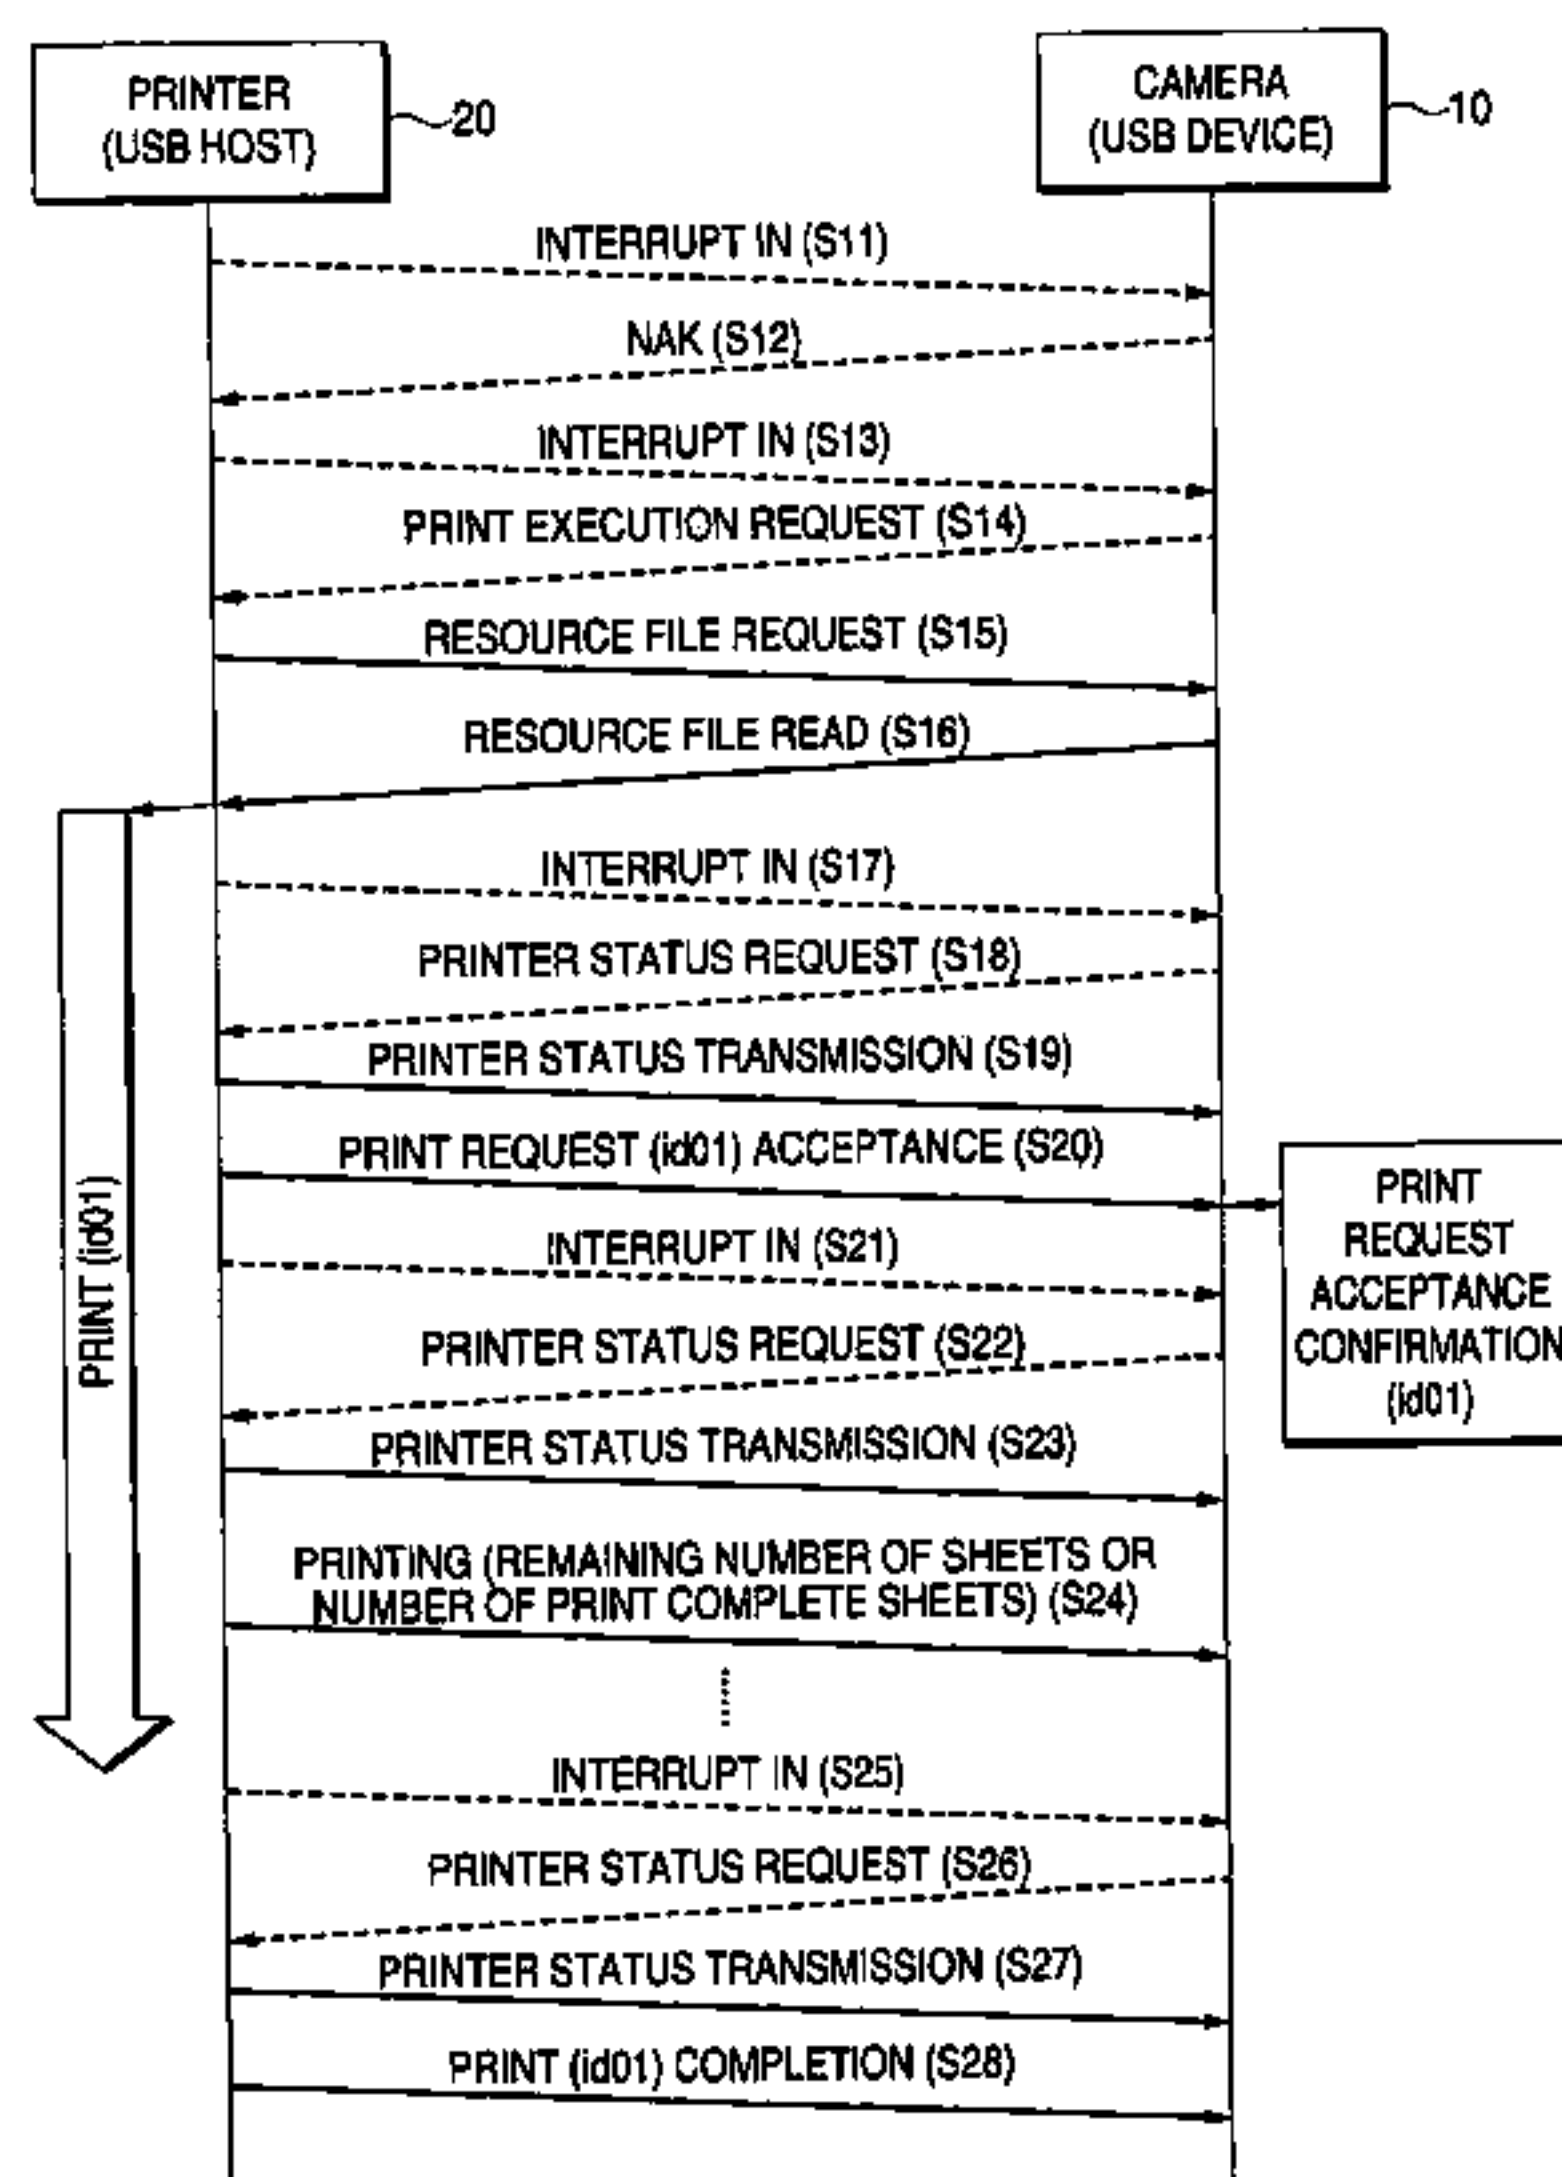 PRINTER
(USB HOST)
20
CAMERA
(USB DEVICE)
10
INTERRUPT IN (S11)
NAK (S12)
INTERRUPT IN (S13)
PRINT EXECUTION REQUEST (S14)
RESOURCE FILE REQUEST (S15)
RESOURCE FILE READ (S16)
INTERRUPT IN (S17)
PRINTER STATUS REQUEST (S18)
PRINTER STATUS TRANSMISSION (S19)
PRINT REQUEST (id01) ACCEPTANCE (S20)
PRINT
REQUEST
ACCEPTANCE
CONFIRMATION
(id01)
PRINT (id01)
INTERRUPT IN (S21)
PRINTER STATUS REQUEST (S22)
PRINTER STATUS TRANSMISSION (S23)
PRINTING (REMAINING NUMBER OF SHEETS OR
NUMBER OF PRINT COMPLETE SHEETS) (S24)
INTERRUPT IN (S25)
PRINTER STATUS REQUEST (S26)
PRINTER STATUS TRANSMISSION (S27)
PRINT (id01) COMPLETION (S28)